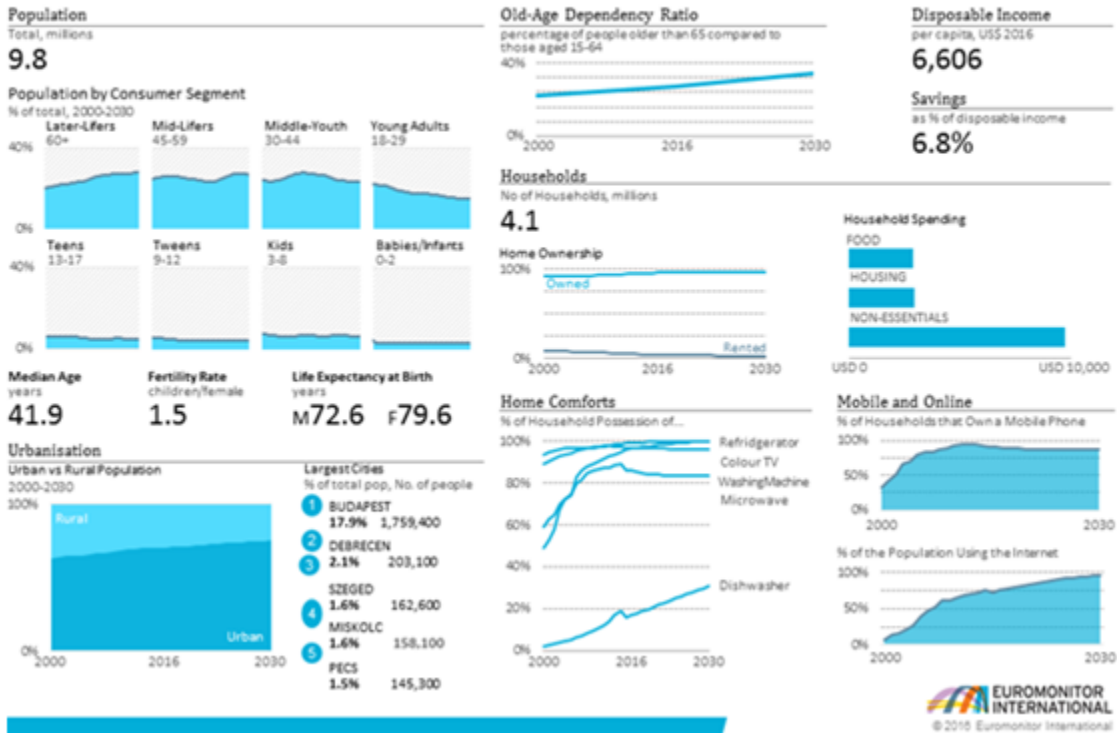 Population
Total, millions
9.8
Population by Consumer Segment
% of total, 2000-2030
Later-Lifers
60+
Mid-Lifers
45-59
Middle-Youth
30-44
Young Adults
18-29
40%
0%
Teens
13-17
Tweens
9-12
Kids
3-8
Babies/Infants
0-2
40%
0%
Median Age
years
41.9
Fertility Rate
children/female
1.5
Life Expectancy at Birth
years
M72.6 F79.6
Urbanisation
Urban vs Rural Population
2000-2030
100%
Rural
Urban
0%
2000 2016 2030
Largest Cities
% of total pop, No. of people
1 BUDAPEST
17.9% 1,759,400
2 DEBRECEN
3 2.1% 203,100
SZEGED
4 1.6% 162,600
MISKOLC
5 1.6% 158,100
PECS
1.5% 145,300
Old-Age Dependency Ratio
percentage of people older than 65 compared to
those aged 15-64
40%
0%
2000 2016 2030
Disposable Income
per capita, US$ 2016
6,606
Savings
as % of disposable income
6.8%
Households
No of Households, millions
4.1
Home Ownership
100%
Owned
Rented
0%
2000 2016 2030
Household Spending
FOOD
HOUSING
NON-ESSENTIALS
USD 0 USD 10,000
Home Comforts
% of Household Possession of...
100%
80%
60%
40%
20%
0%
Refridgerator
Colour TV
Washing Machine
Microwave
Dishwasher
2000 2016 2030
Mobile and Online
% of Households that Own a Mobile Phone
100%
50%
0%
2000 2030
% of the Population Using the Internet
100%
50%
0%
2000 2030
EUROMONITOR
INTERNATIONAL
© 2016 Euromonitor International